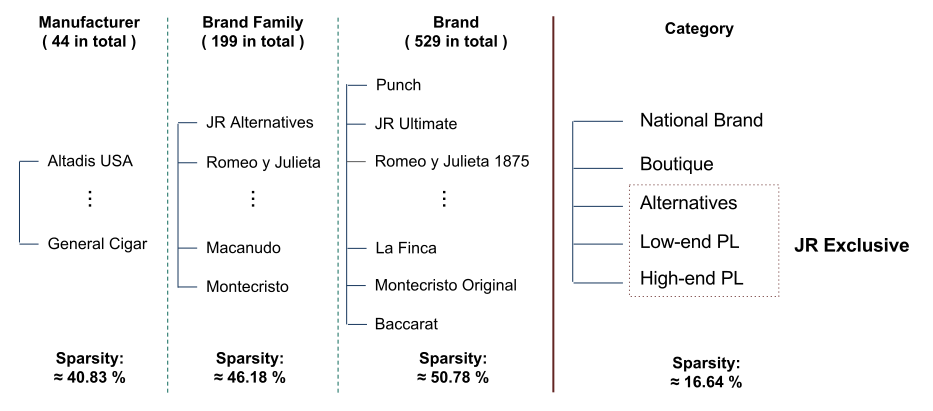 Manufacturer
( 44 in total )
Altadis USA
⋮
General Cigar
Sparsity:
≈ 40.83 %
Brand Family
( 199 in total )
JR Alternatives
Romeo y Julieta
⋮
Macanudo
Montecristo
Sparsity:
≈ 46.18 %
Brand
( 529 in total )
Punch
JR Ultimate
Romeo y Julieta 1875
⋮
La Finca
Montecristo Original
Baccarat
Sparsity:
≈ 50.78 %
Category
National Brand
Boutique
Alternatives
Low-end PL
High-end PL
JR Exclusive
Sparsity:
≈ 16.64 %